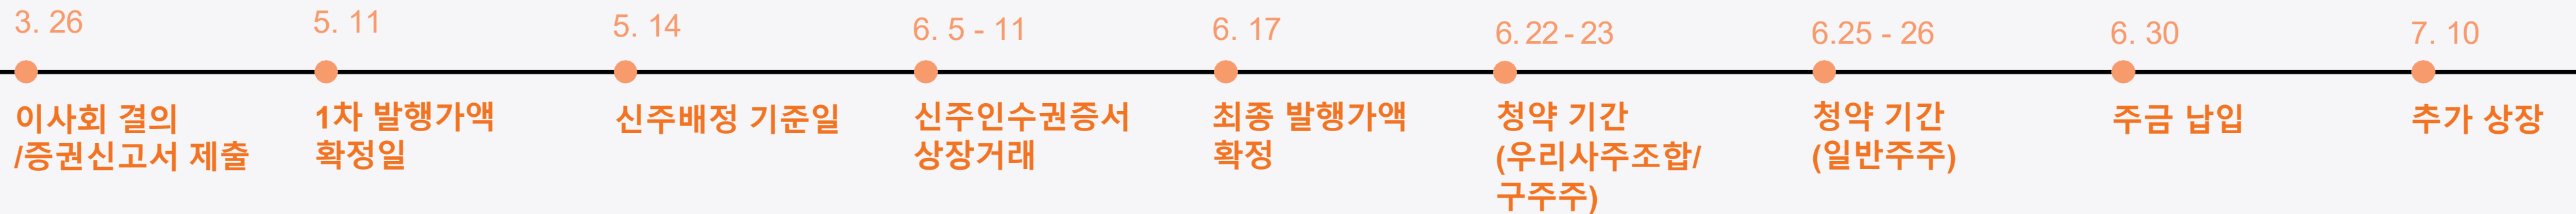 3. 26
이사회 결의
/증권신고서 제출
5. 11
1차 발행가액
확정일
5. 14
신주배정 기준일
6. 5 - 11
신주인수권증서
상장거래
6. 17
최종 발행가액
확정
6. 22 - 23
청약 기간
(우리사주조합/
구주주)
6.25 - 26
청약 기간
(일반주주)
6. 30
주금 납입
7. 10
추가 상장